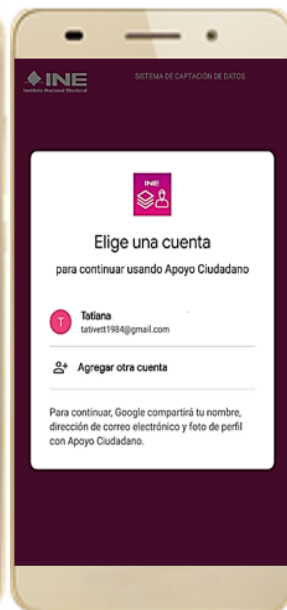 INE
Instituto Nacional Electoral
SISTEMA DE CAPTACIÓN DE DATOS
INE
Elige una cuenta
para continuar usando Apoyo Ciudadano
T
Tatiana
tativett1984@gmail.com
Agregar otra cuenta
Para continuar, Google compartirá tu nombre,
dirección de correo electrónico y foto de perfil
con Apoyo Ciudadano.